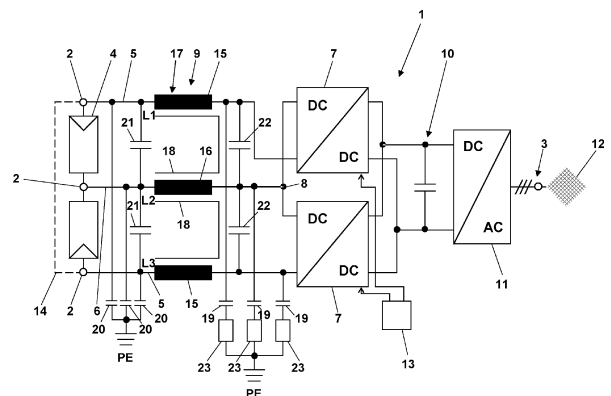 1
2 4 5 17 9 15 7 10
L1 DC DC
21 22 DC DC 3 12
18 16
2 8
L2
21 18 DC AC
22 11
L3 DC
2 5 15 7
14 6 20 20 20 19 19 19 13
PE 23 23 23
PE